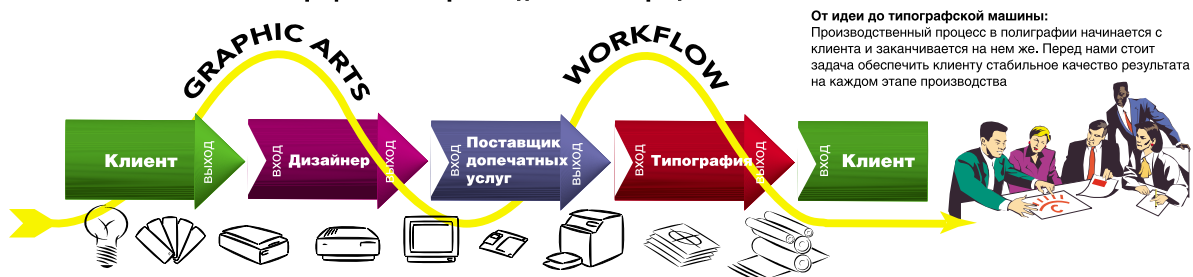 GRAPHIC ARTS
WORKFLOW
От идеи до типографской машины:
Производственный процесс в полиграфии начинается с
клиента и заканчивается на нем же. Перед нами стоит
задача обеспечить клиенту стабильное качество результата
на каждом этапе производства
Клиент
ВЫХОД
ВХОД
Дизайнер
ВЫХОД
ВХОД
Поставщик
допечатных
услуг
ВЫХОД
ВХОД
Типография
ВЫХОД
ВХОД
Клиент
C